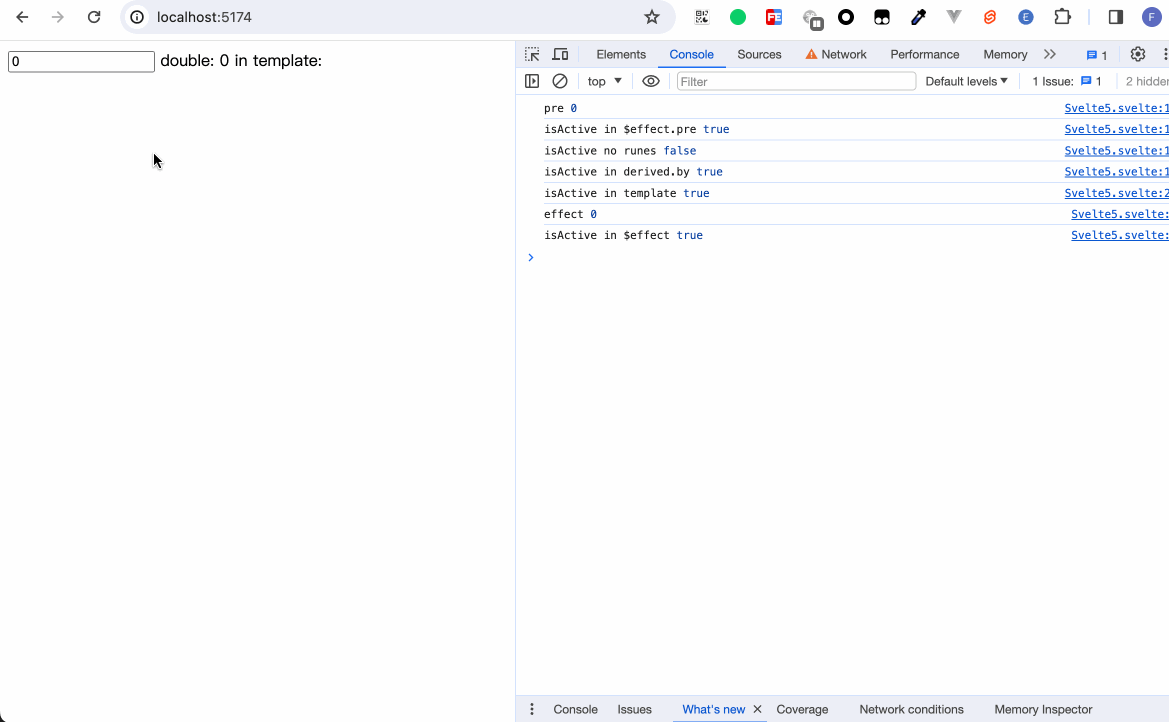 localhost:5174
FE
E
F
0 double: 0 in template:
Elements Console Sources Network Performance Memory 1
top Filter Default levels 1 Issue: 1 2 hidden
pre 0 Svelte5.svelte:1
isActive in $effect.pre true Svelte5.svelte:1
isActive no runes false Svelte5.svelte:1
isActive in derived.by true Svelte5.svelte:1
isActive in template true Svelte5.svelte:2
effect 0 Svelte5.svelte:
isActive in $effect true Svelte5.svelte:
Console Issues What's new Coverage Network conditions Memory Inspector